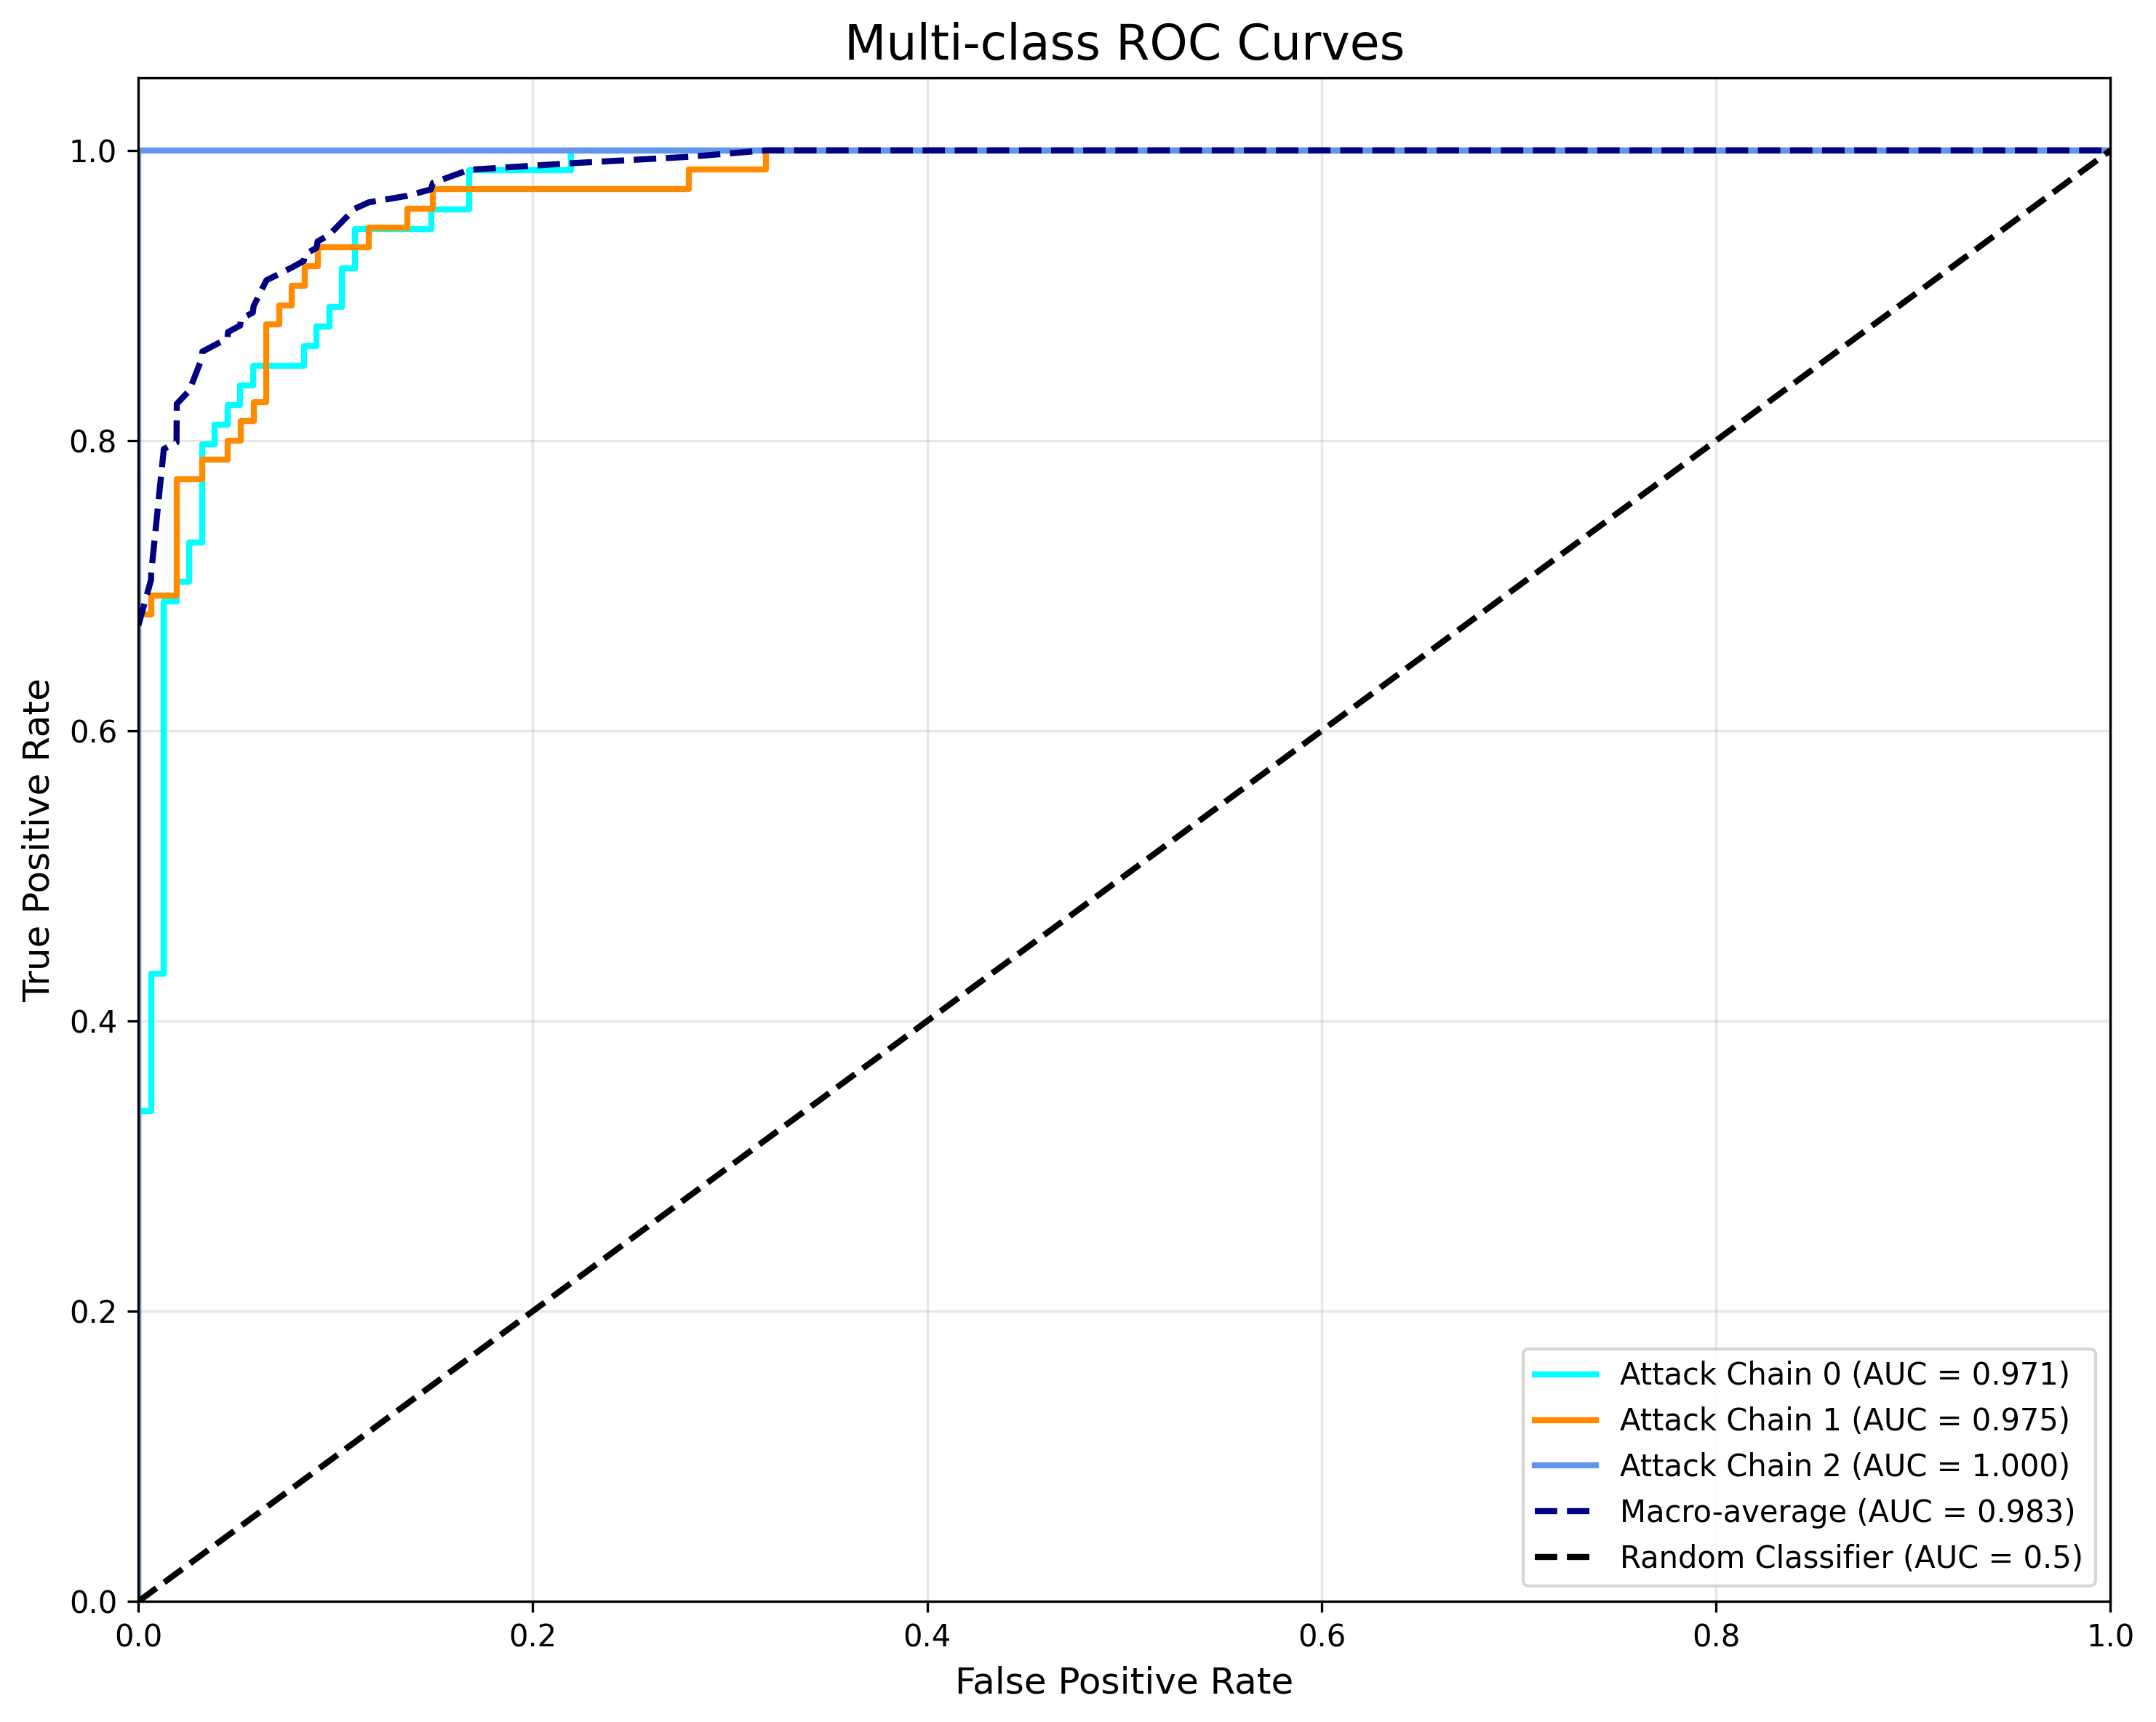 Multi-class ROC Curves
True Positive Rate
1.0
0.8
0.6
0.4
0.2
0.0
0.0 0.2 0.4 0.6 0.8 1.0
False Positive Rate
Attack Chain 0 (AUC = 0.971)
Attack Chain 1 (AUC = 0.975)
Attack Chain 2 (AUC = 1.000)
Macro-average (AUC = 0.983)
Random Classifier (AUC = 0.5)